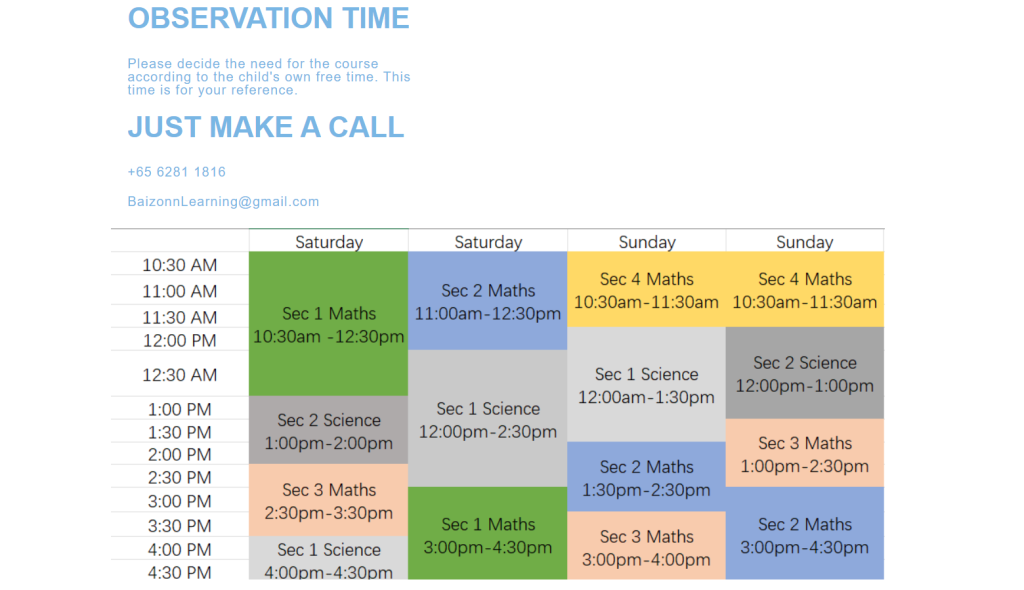 OBSERVATION TIME
Please decide the need for the course
according to the child's own free time. This
time is for your reference.
JUST MAKE A CALL
+65 6281 1816
BaizonnLearning@gmail.com
Saturday Saturday Sunday Sunday
10:30 AM
11:00 AM
11:30 AM
12:00 PM
12:30 AM
1:00 PM
1:30 PM
2:00 PM
2:30 PM
3:00 PM
3:30 PM
4:00 PM
4:30 PM
Sec 1 Maths
10:30am -12:30pm
Sec 2 Science
1:00pm-2:00pm
Sec 3 Maths
2:30pm-3:30pm
Sec 1 Science
4:00pm-4:30pm
Sec 2 Maths
11:00am-12:30pm
Sec 1 Science
12:00pm-2:30pm
Sec 1 Maths
3:00pm-4:30pm
Sec 4 Maths
10:30am-11:30am
Sec 1 Science
12:00am-1:30pm
Sec 2 Maths
1:30pm-2:30pm
Sec 3 Maths
3:00pm-4:00pm
Sec 4 Maths
10:30am-11:30am
Sec 2 Science
12:00pm-1:00pm
Sec 3 Maths
1:00pm-2:30pm
Sec 2 Maths
3:00pm-4:30pm